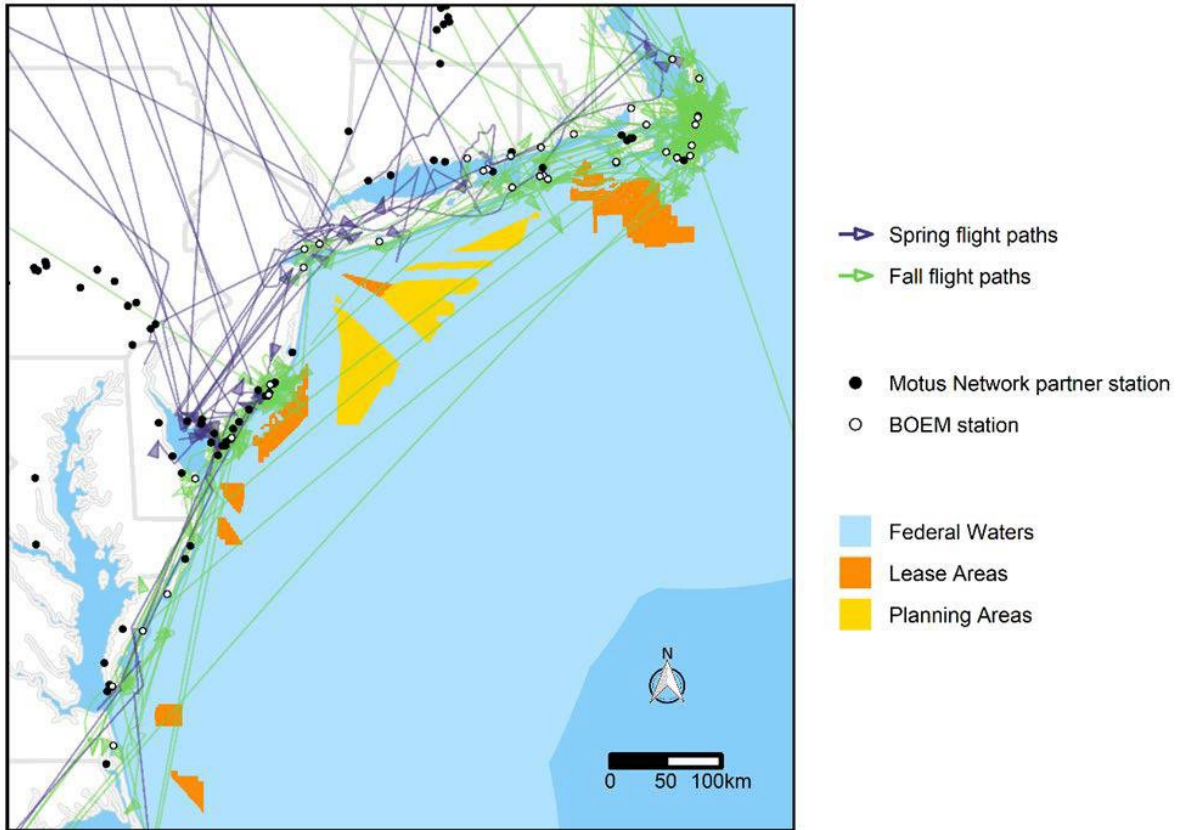 Spring flight paths
Fall flight paths
Motus Network partner station
BOEM station
Federal Waters
Lease Areas
Planning Areas
N
0 50 100km